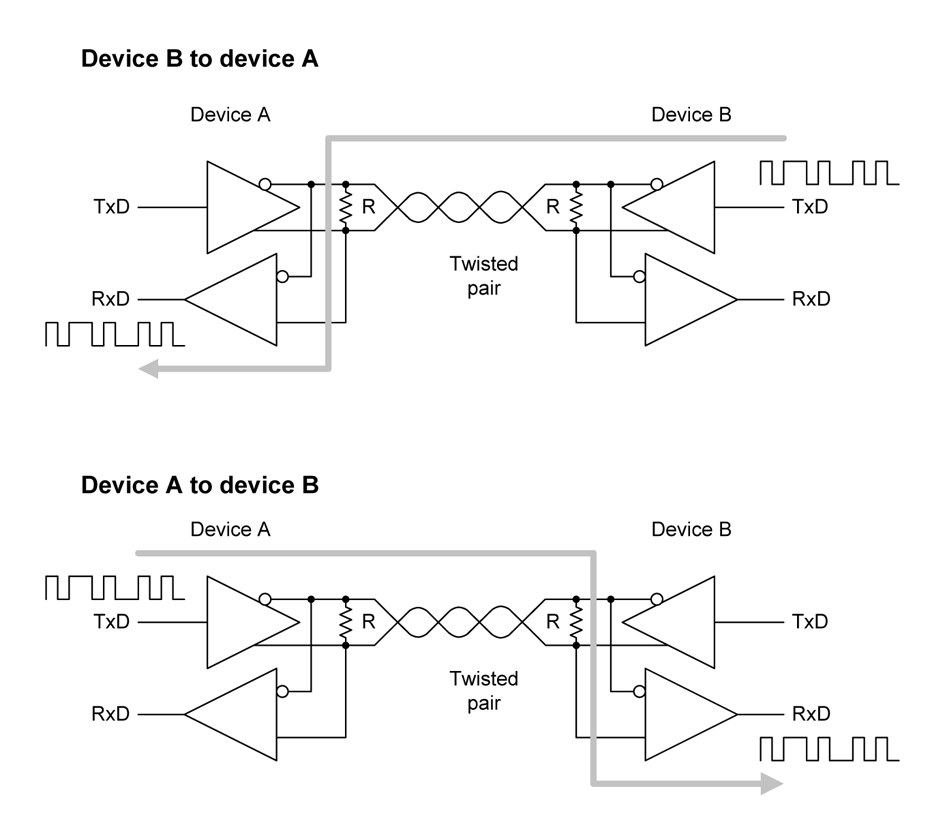 Device B to device A
Device A
Device B
TxD
R
R
TxD
Twisted
pair
RxD
RxD
Device A to device B
Device A
Device B
TxD
R
R
TxD
Twisted
pair
RxD
RxD